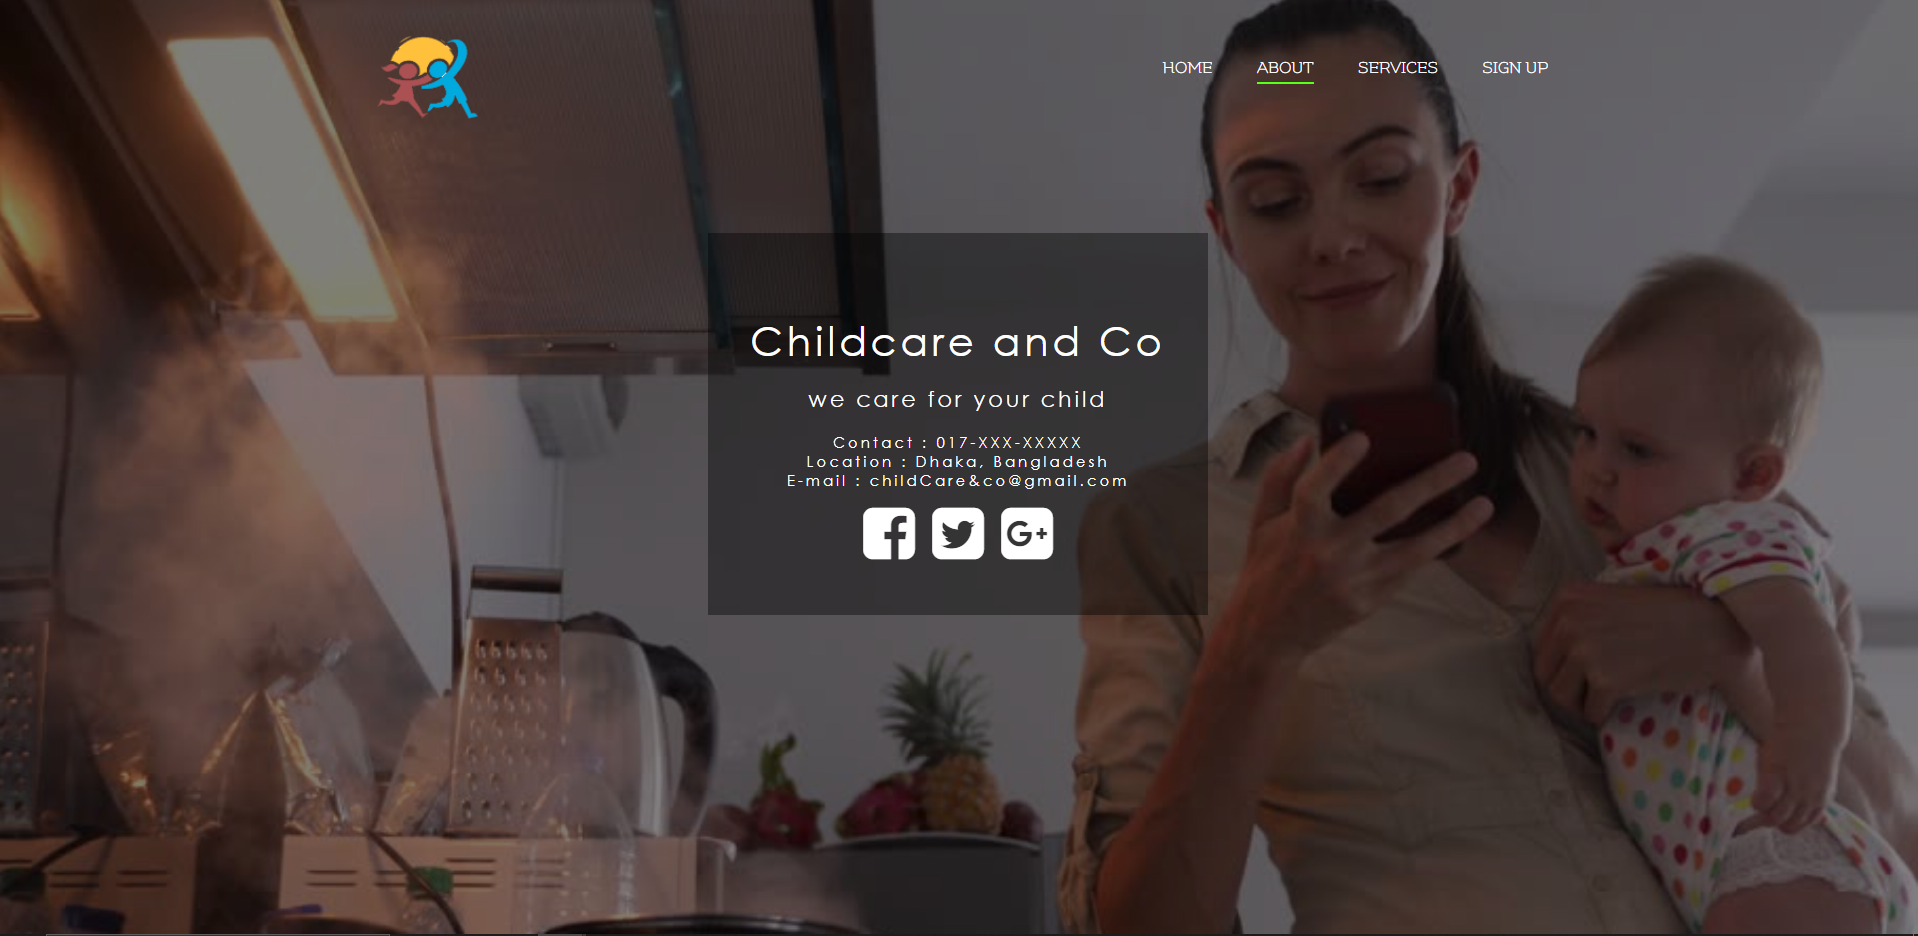 HOME ABOUT SERVICES SIGN UP
Childcare and Co
we care for your child
Contact : 017-XXX-XXXXX
Location : Dhaka, Bangladesh
E-mail : childCare&co@gmail.com